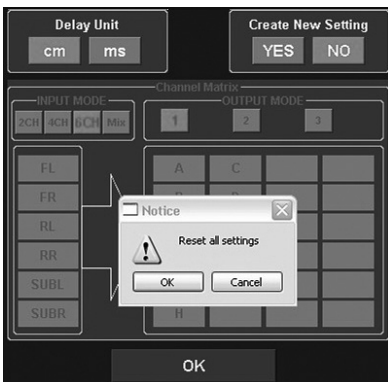 Delay Unit
Create New Setting
cm ms
YES NO
Channel Matrix
INPUT MODE
OUTPUT MODE
2CH 4CH 6CH Mix
1 2 3
FL
FR
RL
RR
SUBL
SUBR
A C
H
Notice
Reset all settings
OK Cancel
OK